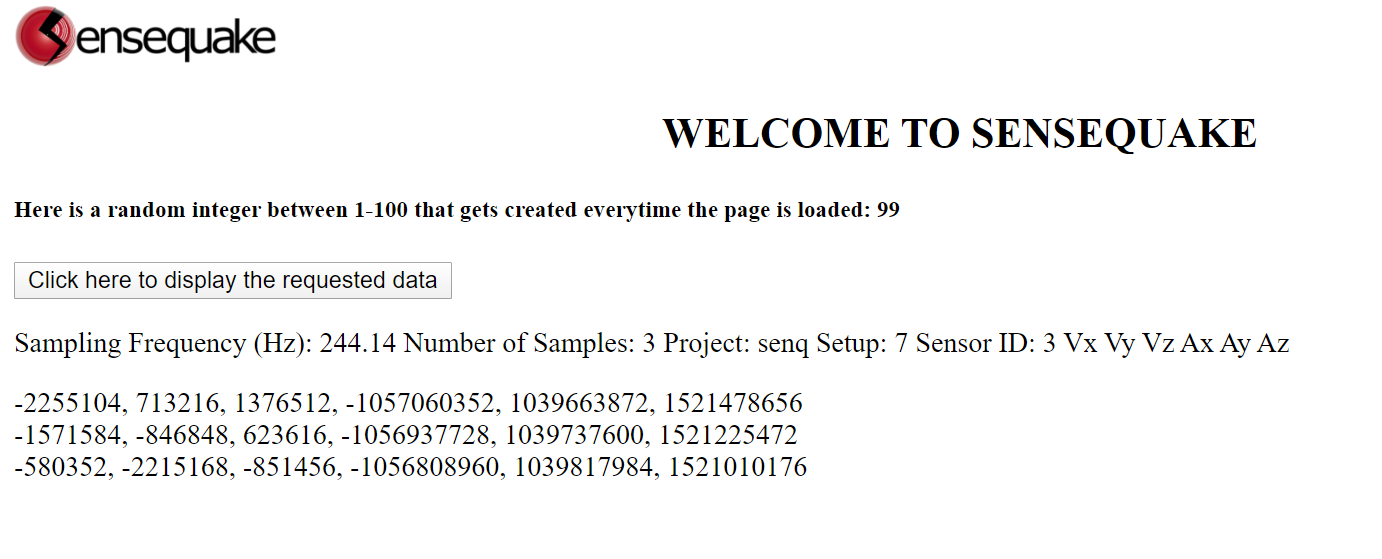 Sensequake
WELCOME TO SENSEQUAKE
Here is a random integer between 1-100 that gets created everytime the page is loaded: 99
Click here to display the requested data
Sampling Frequency (Hz): 244.14 Number of Samples: 3 Project: senq Setup: 7 Sensor ID: 3 Vx Vy Vz Ax Ay Az
-2255104, 713216, 1376512, -1057060352, 1039663872, 1521478656
-1571584, -846848, 623616, -1056937728, 1039737600, 1521225472
-580352, -2215168, -851456, -1056808960, 1039817984, 1521010176